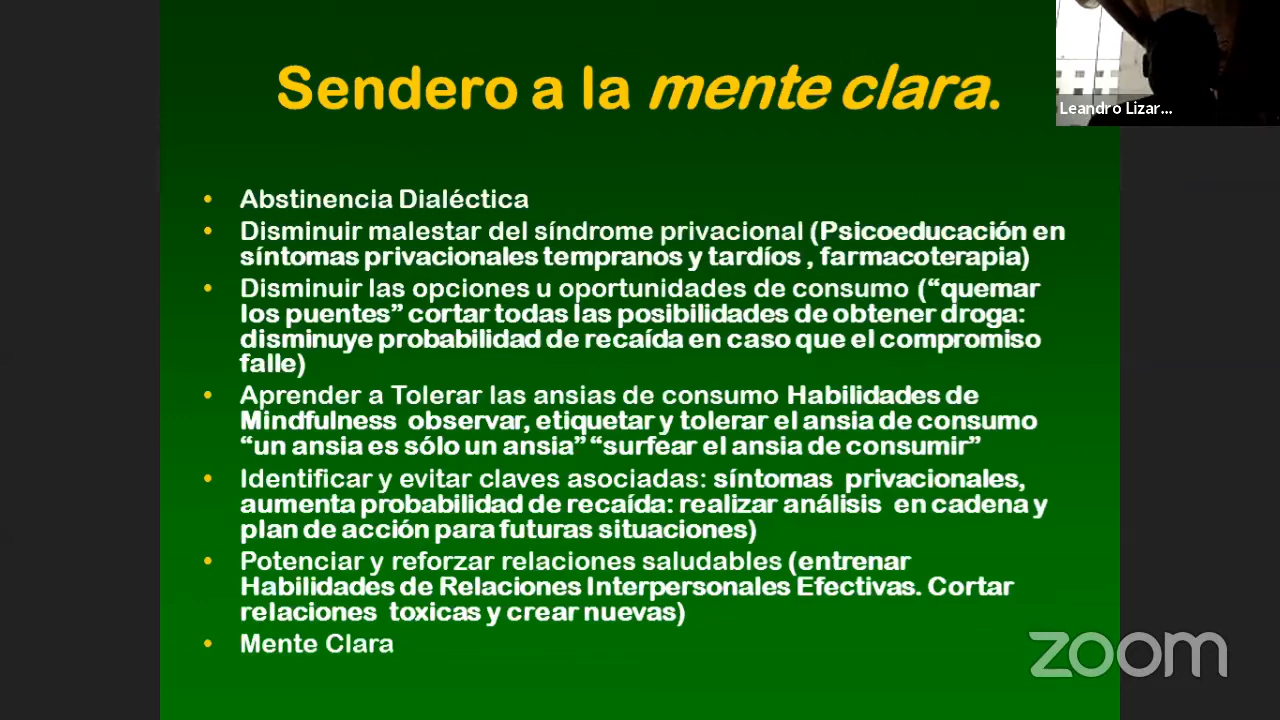 Sendero a la mente clara.
Leandro Lizar...
• Abstinencia Dialéctica
• Disminuir malestar del síndrome privacional (Psicoeducación en
síntomas privacionales tempranos y tardíos , farmacoterapia)
• Disminuir las opciones u oportunidades de consumo (“quemar
los puentes” cortar todas las posibilidades de obtener droga:
disminuye probabilidad de recaída en caso que el compromiso
falle)
• Aprender a Tolerar las ansias de consumo Habilidades de
Mindfulness observar, etiquetar y tolerar el ansia de consumo
“un ansia es sólo un ansia” “surfear el ansia de consumir”
• Identificar y evitar claves asociadas: síntomas privacionales,
aumenta probabilidad de recaída: realizar análisis en cadena y
plan de acción para futuras situaciones)
• Potenciar y reforzar relaciones saludables (entrenar
Habilidades de Relaciones Interpersonales Efectivas. Cortar
relaciones toxicas y crear nuevas)
• Mente Clara
zoom